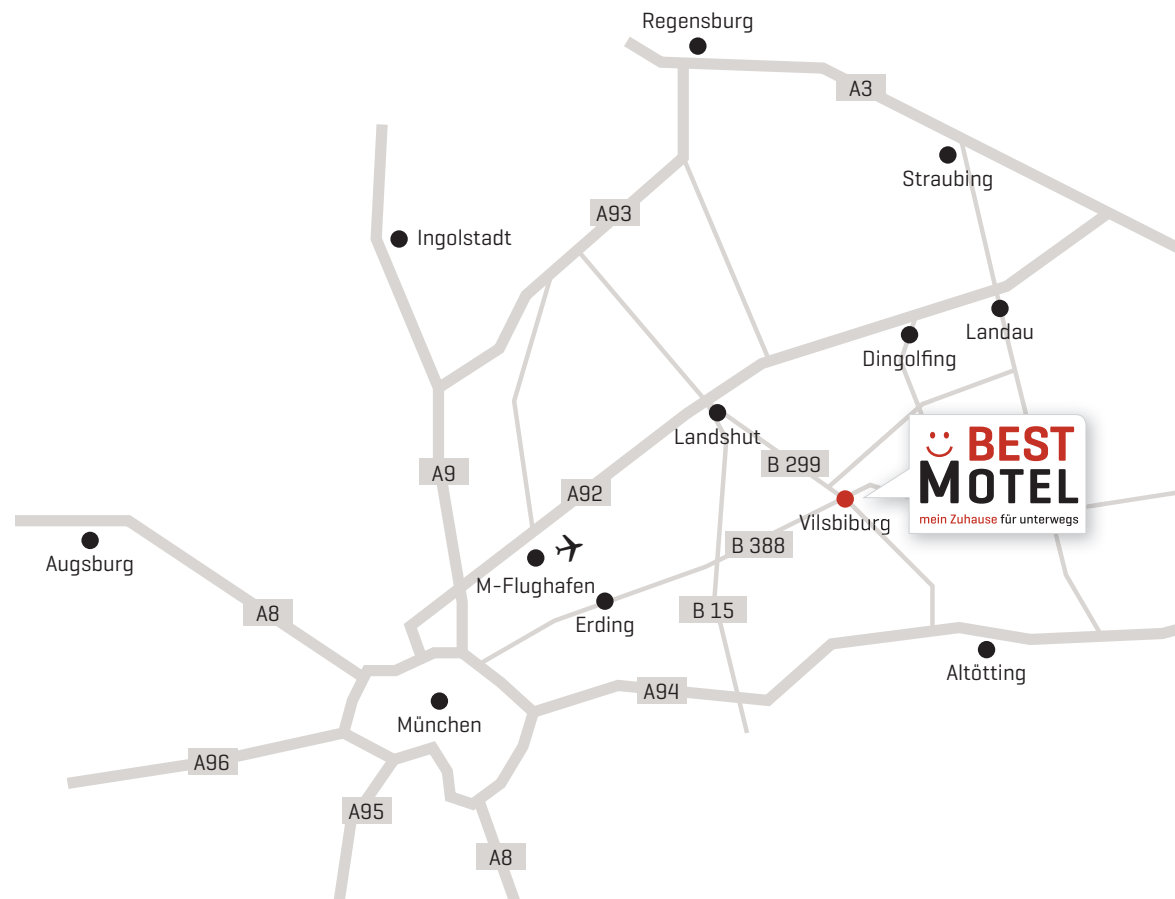 Regensburg
A3
Straubing
A93
Ingolstadt
Landau
Dingolfing
Landshut
BEST
MOTEL
mein Zuhause für unterwegs
B 299
A9
A92
Vilsbiburg
B 388
Augsburg
M-Flughafen
A8
Erding
B 15
Altötting
A94
München
A96
A95
A8